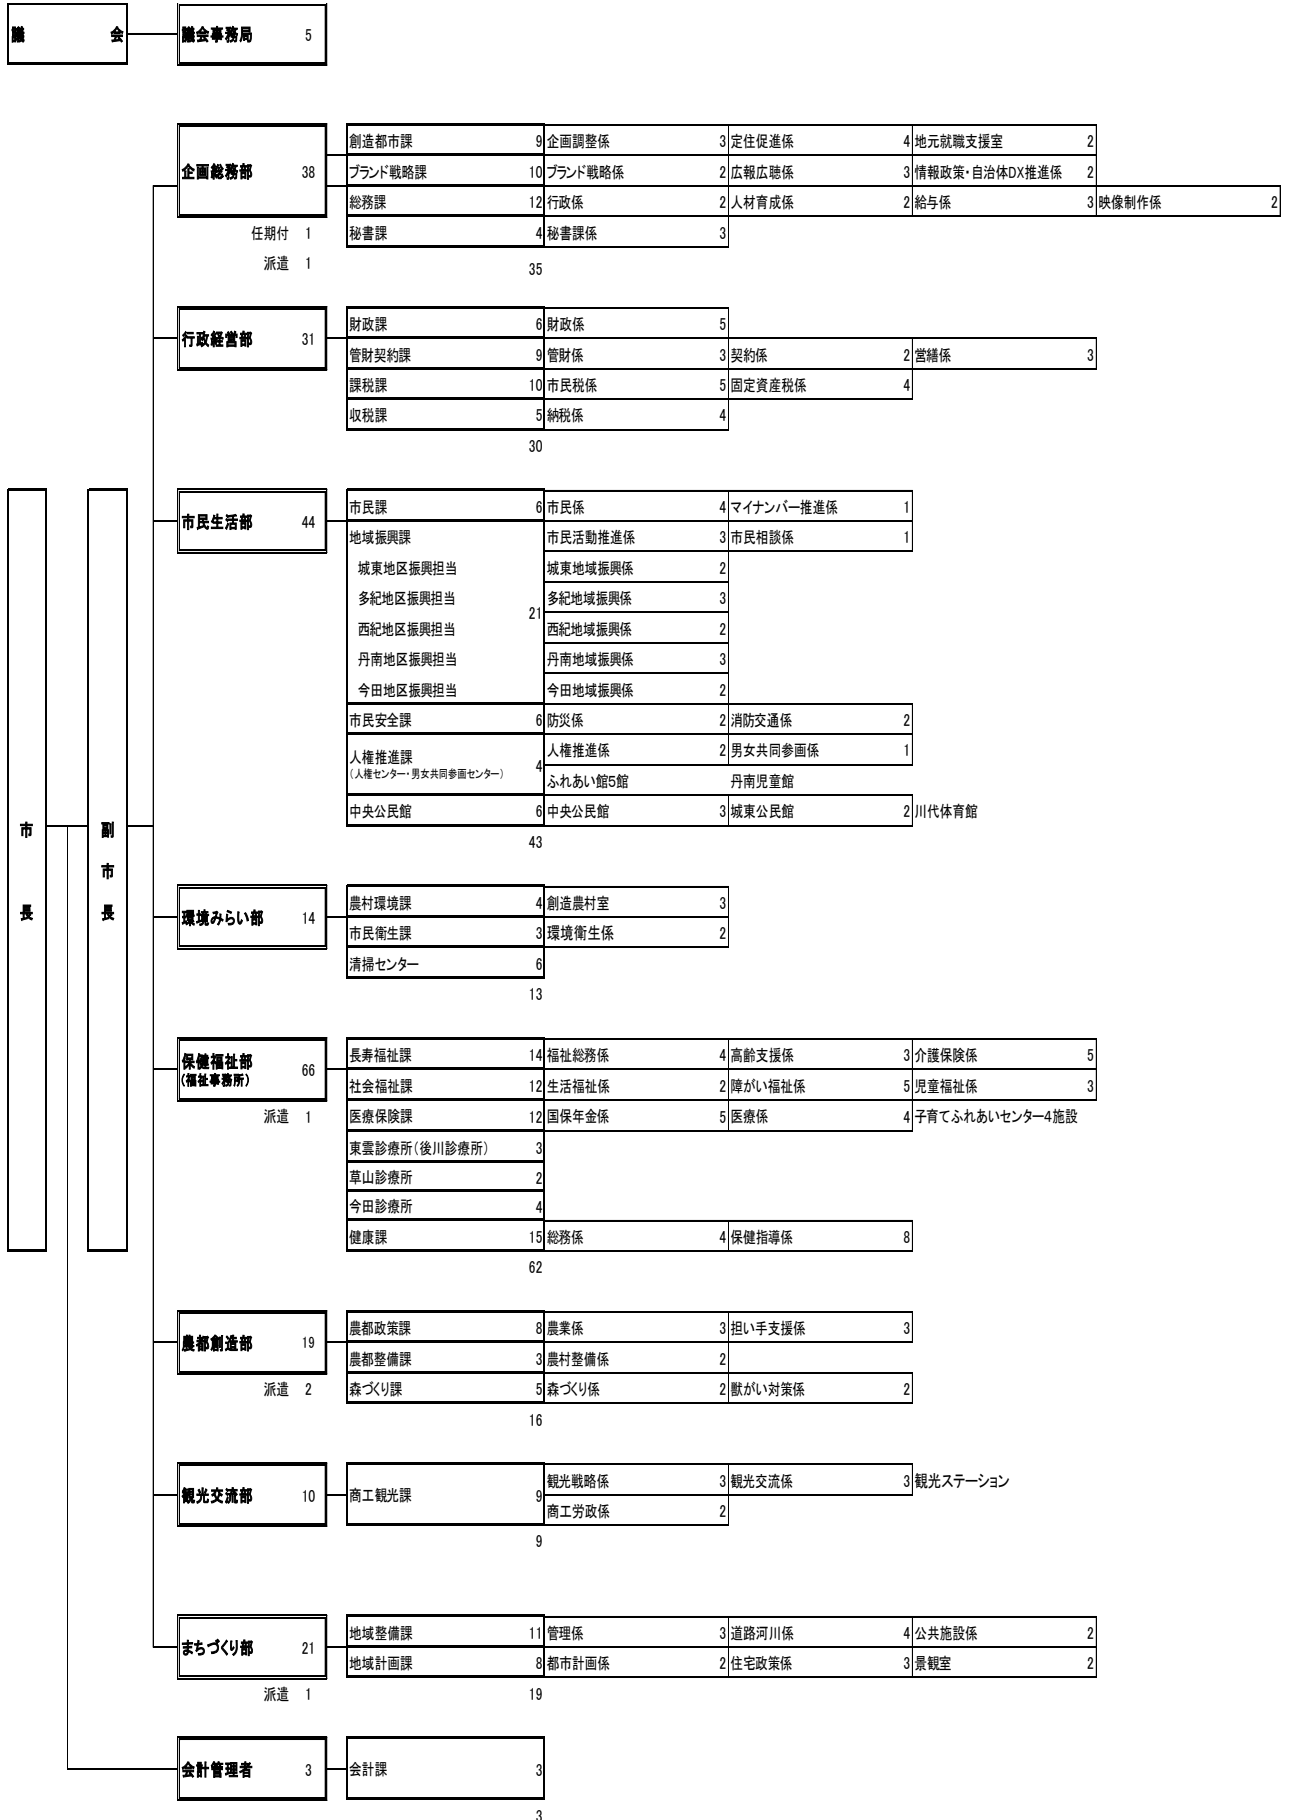 議会 議会事務局 5
創造都市課 9 企画調整係 3 定住促進係 4 地元就職支援室 2
企画総務部 38 ブランド戦略課 10 ブランド戦略係 2 広報広聴係 3 情報政策・自治体DX推進係 2
総務課 12 行政係 2 人材育成係 2 給与係 3 映像制作係 2
任期付 1 秘書課 4 秘書課係 3
派遣 1 35
財政課 6 財政係 5
行政経営部 31
管財契約課 9 管財係 3 契約係 2 営繕係 3
課税課 10 市民税係 5 固定資産税係 4
収税課 5 納税係 4
30
市民課 6 市民係 4 マイナンバー推進係 1
市民生活部 44
地域振興課 市民活動推進係 3 市民相談係 1
城東地区振興担当 城東地域振興係 2
多紀地区振興担当 多紀地域振興係 3
21
西紀地区振興担当 西紀地域振興係 2
丹南地区振興担当 丹南地域振興係 3
今田地区振興担当 今田地域振興係 2
市民安全課 6 防災係 2 消防交通係 2
人権推進課 4 人権推進係 2 男女共同参画係 1
（人権センター・男女共同参画センター）
ふれあい館5館 丹南児童館
中央公民館 6 中央公民館 3 城東公民館 2 川代体育館
市長 副市長
43
農村環境課 4 創造農村室 3
環境みらい部 14
市民衛生課 3 環境衛生係 2
清掃センター 6
13
長寿福祉課 14 福祉総務係 4 高齢支援係 3 介護保険係 5
保健福祉部 66
（福祉事務所）
社会福祉課 12 生活福祉係 2 障がい福祉係 5 児童福祉係 3
派遣 1 医療保険課 12 国保年金係 5 医療係 4 子育てふれあいセンター4施設
東雲診療所（後川診療所） 3
草山診療所 2
今田診療所 4
健康課 15 総務係 4 保健指導係 8
62
農都政策課 8 農業係 3 担い手支援係 3
農都創造部 19
農都整備課 3 農村整備係 2
派遣 2 森づくり課 5 森づくり係 2 獣がい対策係 2
16
観光戦略係 3 観光交流係 3 観光ステーション
観光交流部 10 商工観光課 9
商工労政係 2
9
地域整備課 11 管理係 3 道路河川係 4 公共施設係 2
まちづくり部 21
地域計画課 8 都市計画係 2 住宅政策係 3 景観室 2
派遣 1 19
会計管理者 3 会計課 3
3